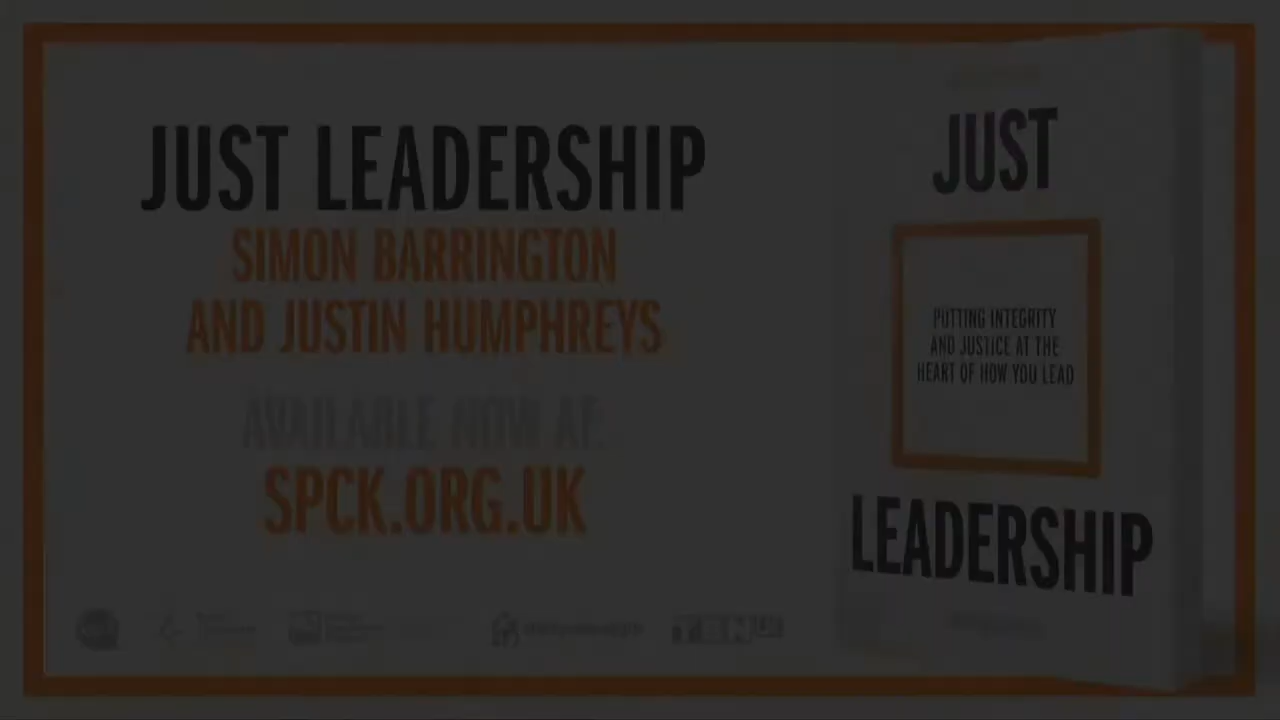 JUST LEADERSHIP
SIMON BARRINGTON
AND JUSTIN HUMPHREYS
AVAILABLE NOW AT:
SPCK.ORG.UK
JUST
PUTTING INTEGRITY
AND JUSTICE AT THE
HEART OF HOW YOU LEAD
LEADERSHIP